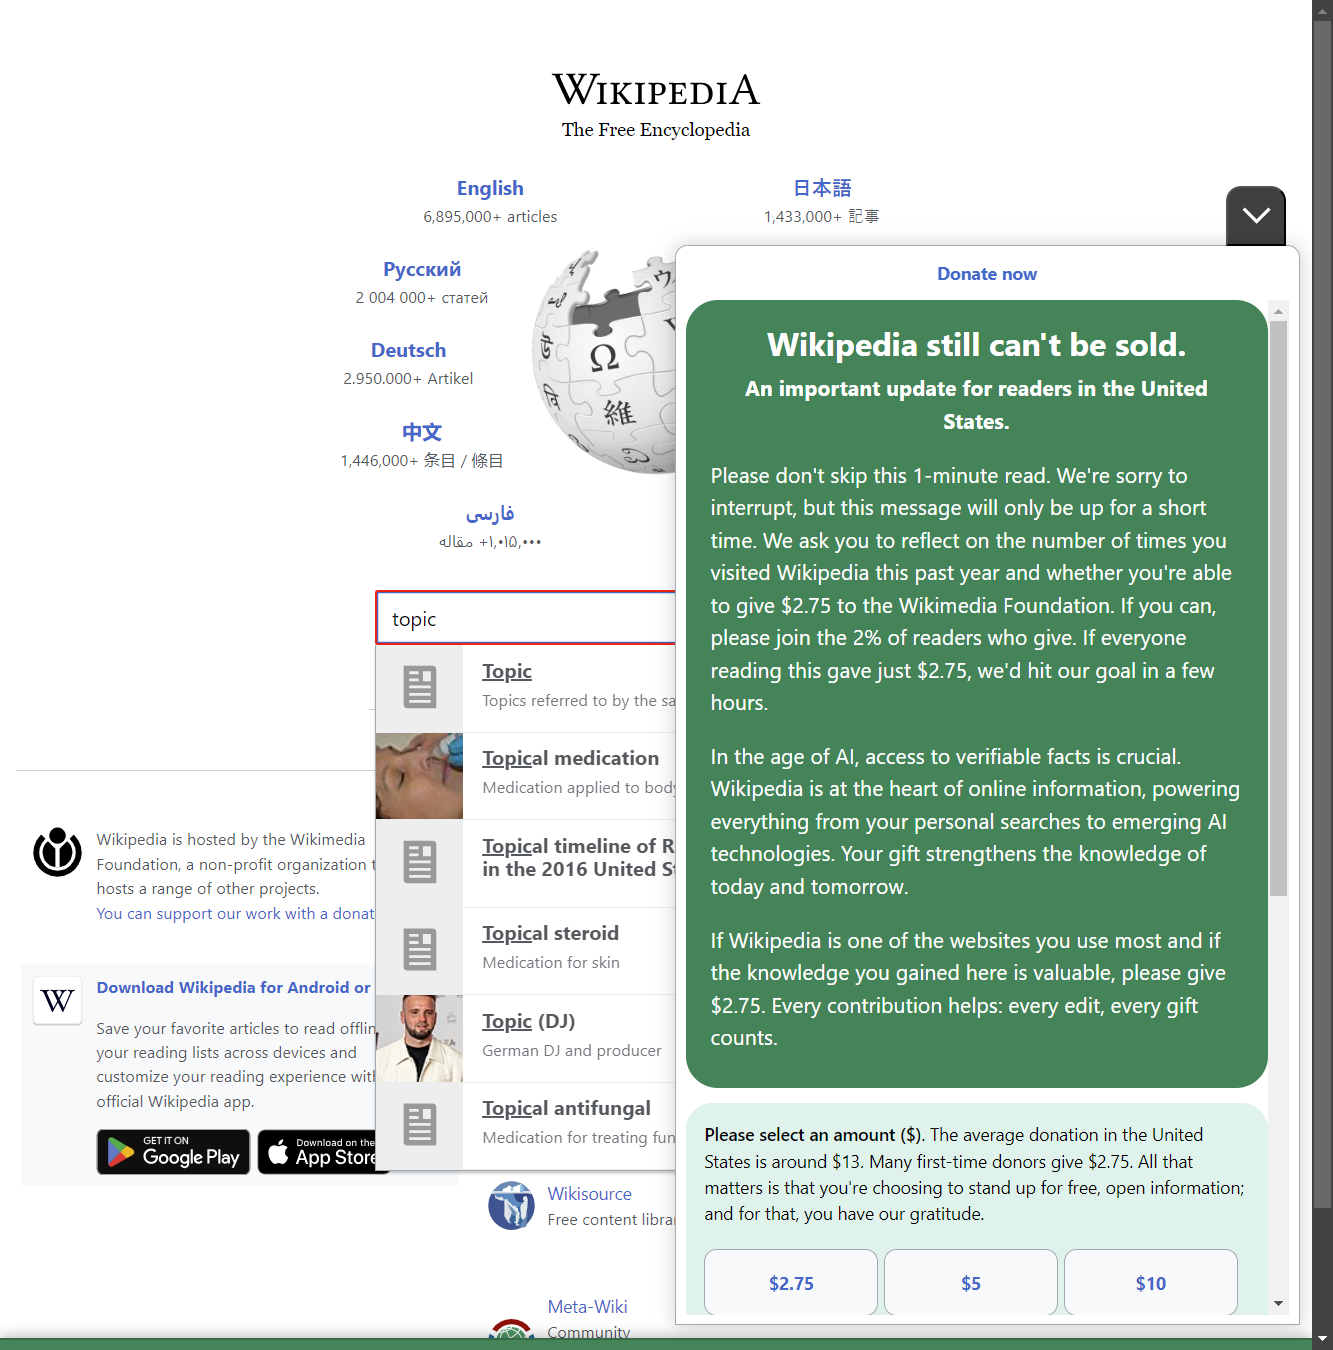 WIKIPEDIA
The Free Encyclopedia
English
6,895,000+ articles
日本語
1,433,000+ 記事
Русский
2 004 000+ статей
Deutsch
2.950.000+ Artikel
中文
1,446,000+ 条目 / 條目
فارسی
۱٬۰۱۵٬۰۰۰+ مقاله
topic
Topic
Topics referred to by the sa
Topical medication
Medication applied to body
Topical timeline of R
in the 2016 United St
Topical steroid
Medication for skin
Topic (DJ)
German DJ and producer
Topical antifungal
Medication for treating fun
Wikipedia is hosted by the Wikimedia
Foundation, a non-profit organization t
hosts a range of other projects.
You can support our work with a donat
Download Wikipedia for Android or
Save your favorite articles to read offlin
your reading lists across devices and
customize your reading experience with
official Wikipedia app.
GET IT ON
Google Play
Download on the
App Store
Wikisource
Free content librar
Meta-Wiki
Community
Donate now
Wikipedia still can't be sold.
An important update for readers in the United
States.
Please don't skip this 1-minute read. We're sorry to
interrupt, but this message will only be up for a short
time. We ask you to reflect on the number of times you
visited Wikipedia this past year and whether you're able
to give $2.75 to the Wikimedia Foundation. If you can,
please join the 2% of readers who give. If everyone
reading this gave just $2.75, we'd hit our goal in a few
hours.
In the age of AI, access to verifiable facts is crucial.
Wikipedia is at the heart of online information, powering
everything from your personal searches to emerging AI
technologies. Your gift strengthens the knowledge of
today and tomorrow.
If Wikipedia is one of the websites you use most and if
the knowledge you gained here is valuable, please give
$2.75. Every contribution helps: every edit, every gift
counts.
Please select an amount ($). The average donation in the United
States is around $13. Many first-time donors give $2.75. All that
matters is that you're choosing to stand up for free, open information;
and for that, you have our gratitude.
$2.75
$5
$10